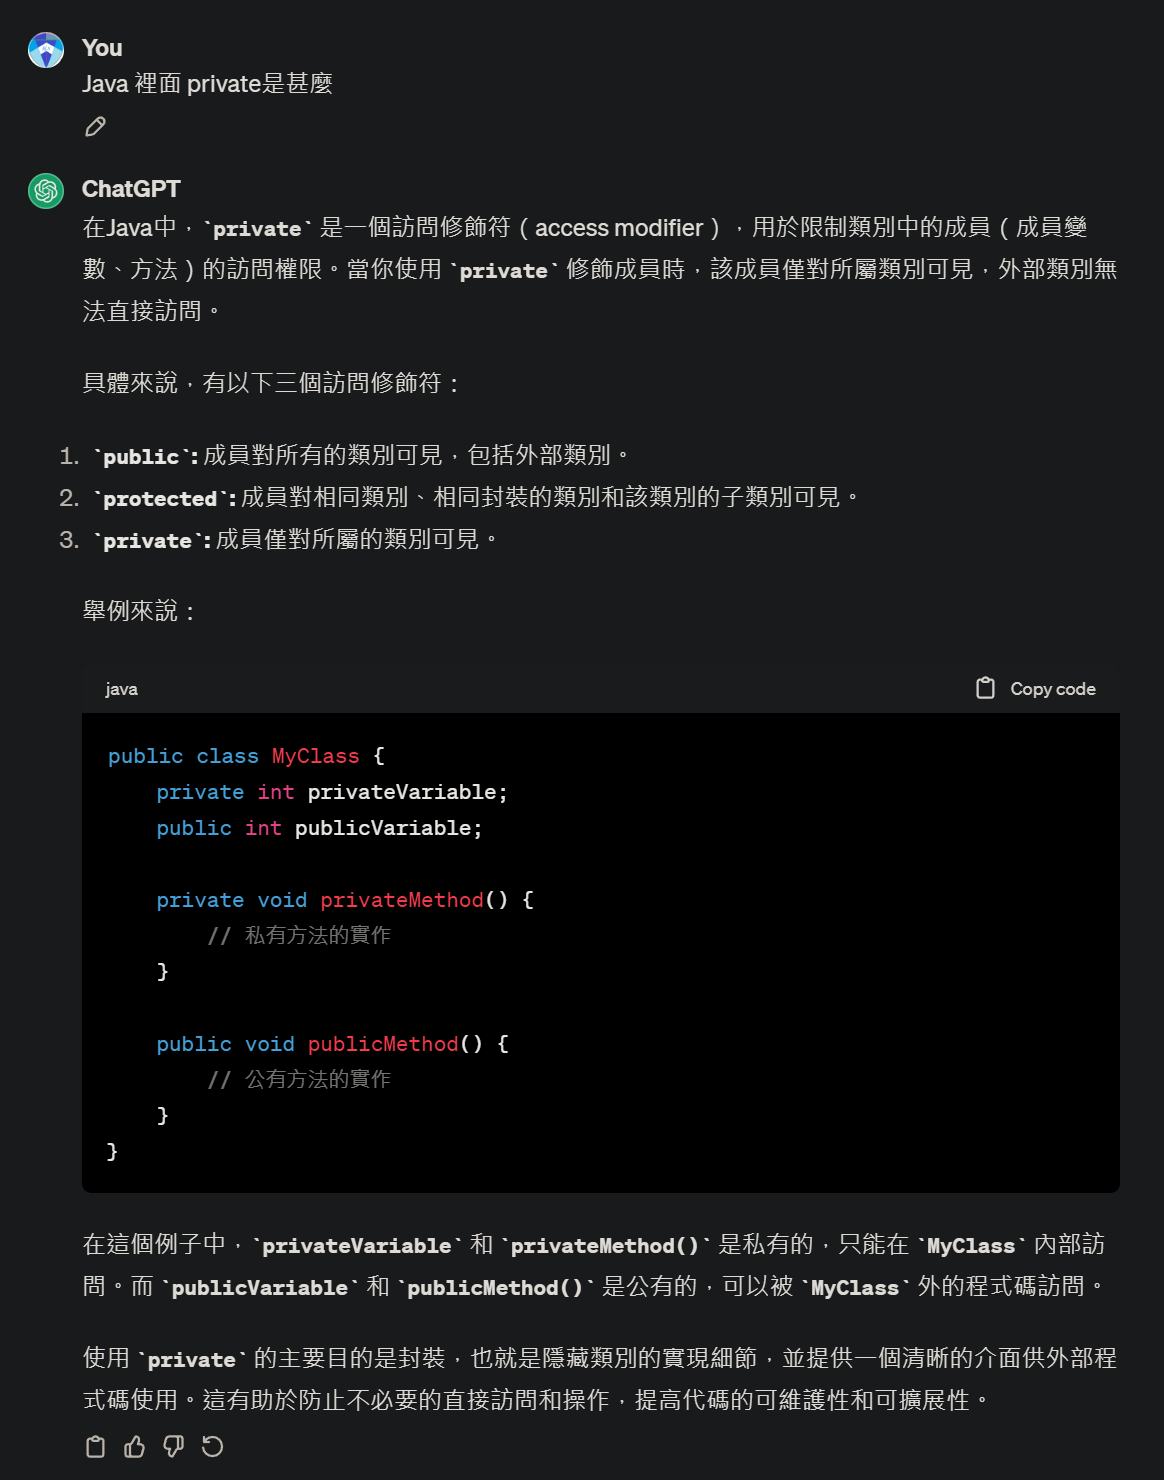 You
Java 裡面 private是甚麼
ChatGPT
在Java中，`private` 是一個訪問修飾符（access modifier），用於限制類別中的成員（成員變
數、方法）的訪問權限。當你使用 `private` 修飾成員時，該成員僅對所屬類別可見，外部類別無
法直接訪問。
具體來說，有以下三個訪問修飾符：
1. `public`: 成員對所有的類別可見，包括外部類別。
2. `protected`: 成員對相同類別、相同封裝的類別和該類別的子類別可見。
3. `private`: 成員僅對所屬的類別可見。
舉例來說：
java
Copy code
public class MyClass {
    private int privateVariable;
    public int publicVariable;
    private void privateMethod() {
        // 私有方法的實作
    }
    public void publicMethod() {
        // 公有方法的實作
    }
}
在這個例子中，`privateVariable` 和 `privateMethod()` 是私有的，只能在 `MyClass` 內部訪
問。而 `publicVariable` 和 `publicMethod()` 是公有的，可以被 `MyClass` 外的程式碼訪問。
使用 `private` 的主要目的是封裝，也就是隱藏類別的實現細節，並提供一個清晰的介面供外部程
式碼使用。這有助於防止不必要的直接訪問和操作，提高代碼的可維護性和可擴展性。